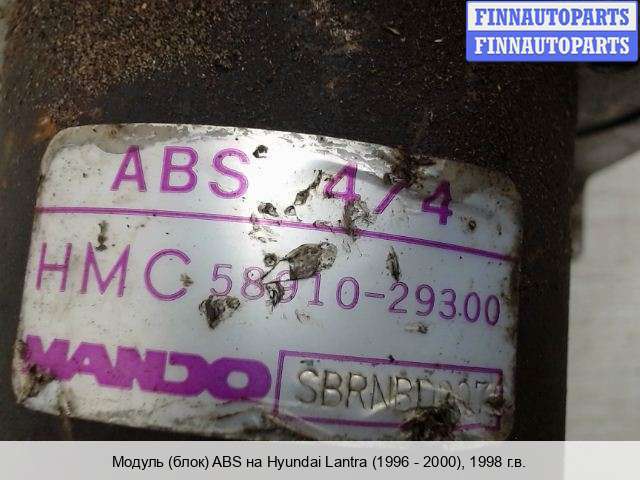 FINNAUTOPARTS
FINNAUTOPARTS
ABS 4/4
HMC 58910-29300
MANDO
Модуль (блок) ABS на Hyundai Lantra (1996 - 2000), 1998 г.в.